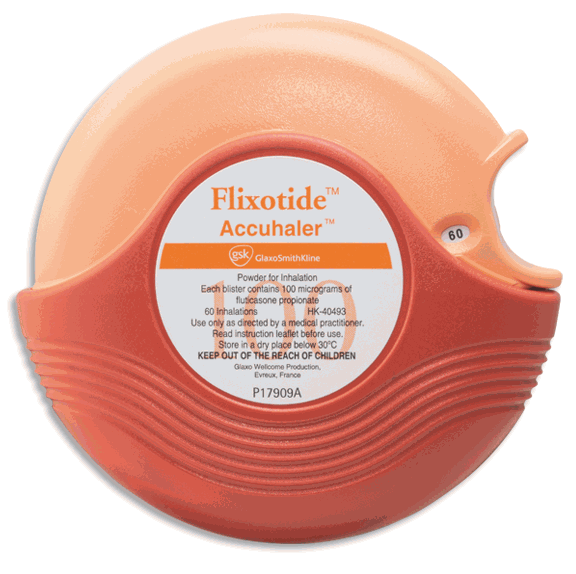 Flixotide™
Accuhaler™
gsk GlaxoSmithKline
60
100
Powder for Inhalation
Each blister contains 100 micrograms of
fluticasone propionate
60 Inhalations HK-40493
Use only as directed by a medical practitioner.
Read instruction leaflet before use.
Store in a dry place below 30°C
KEEP OUT OF THE REACH OF CHILDREN
Glaxo Wellcome Production,
Evreux, France
P17909A